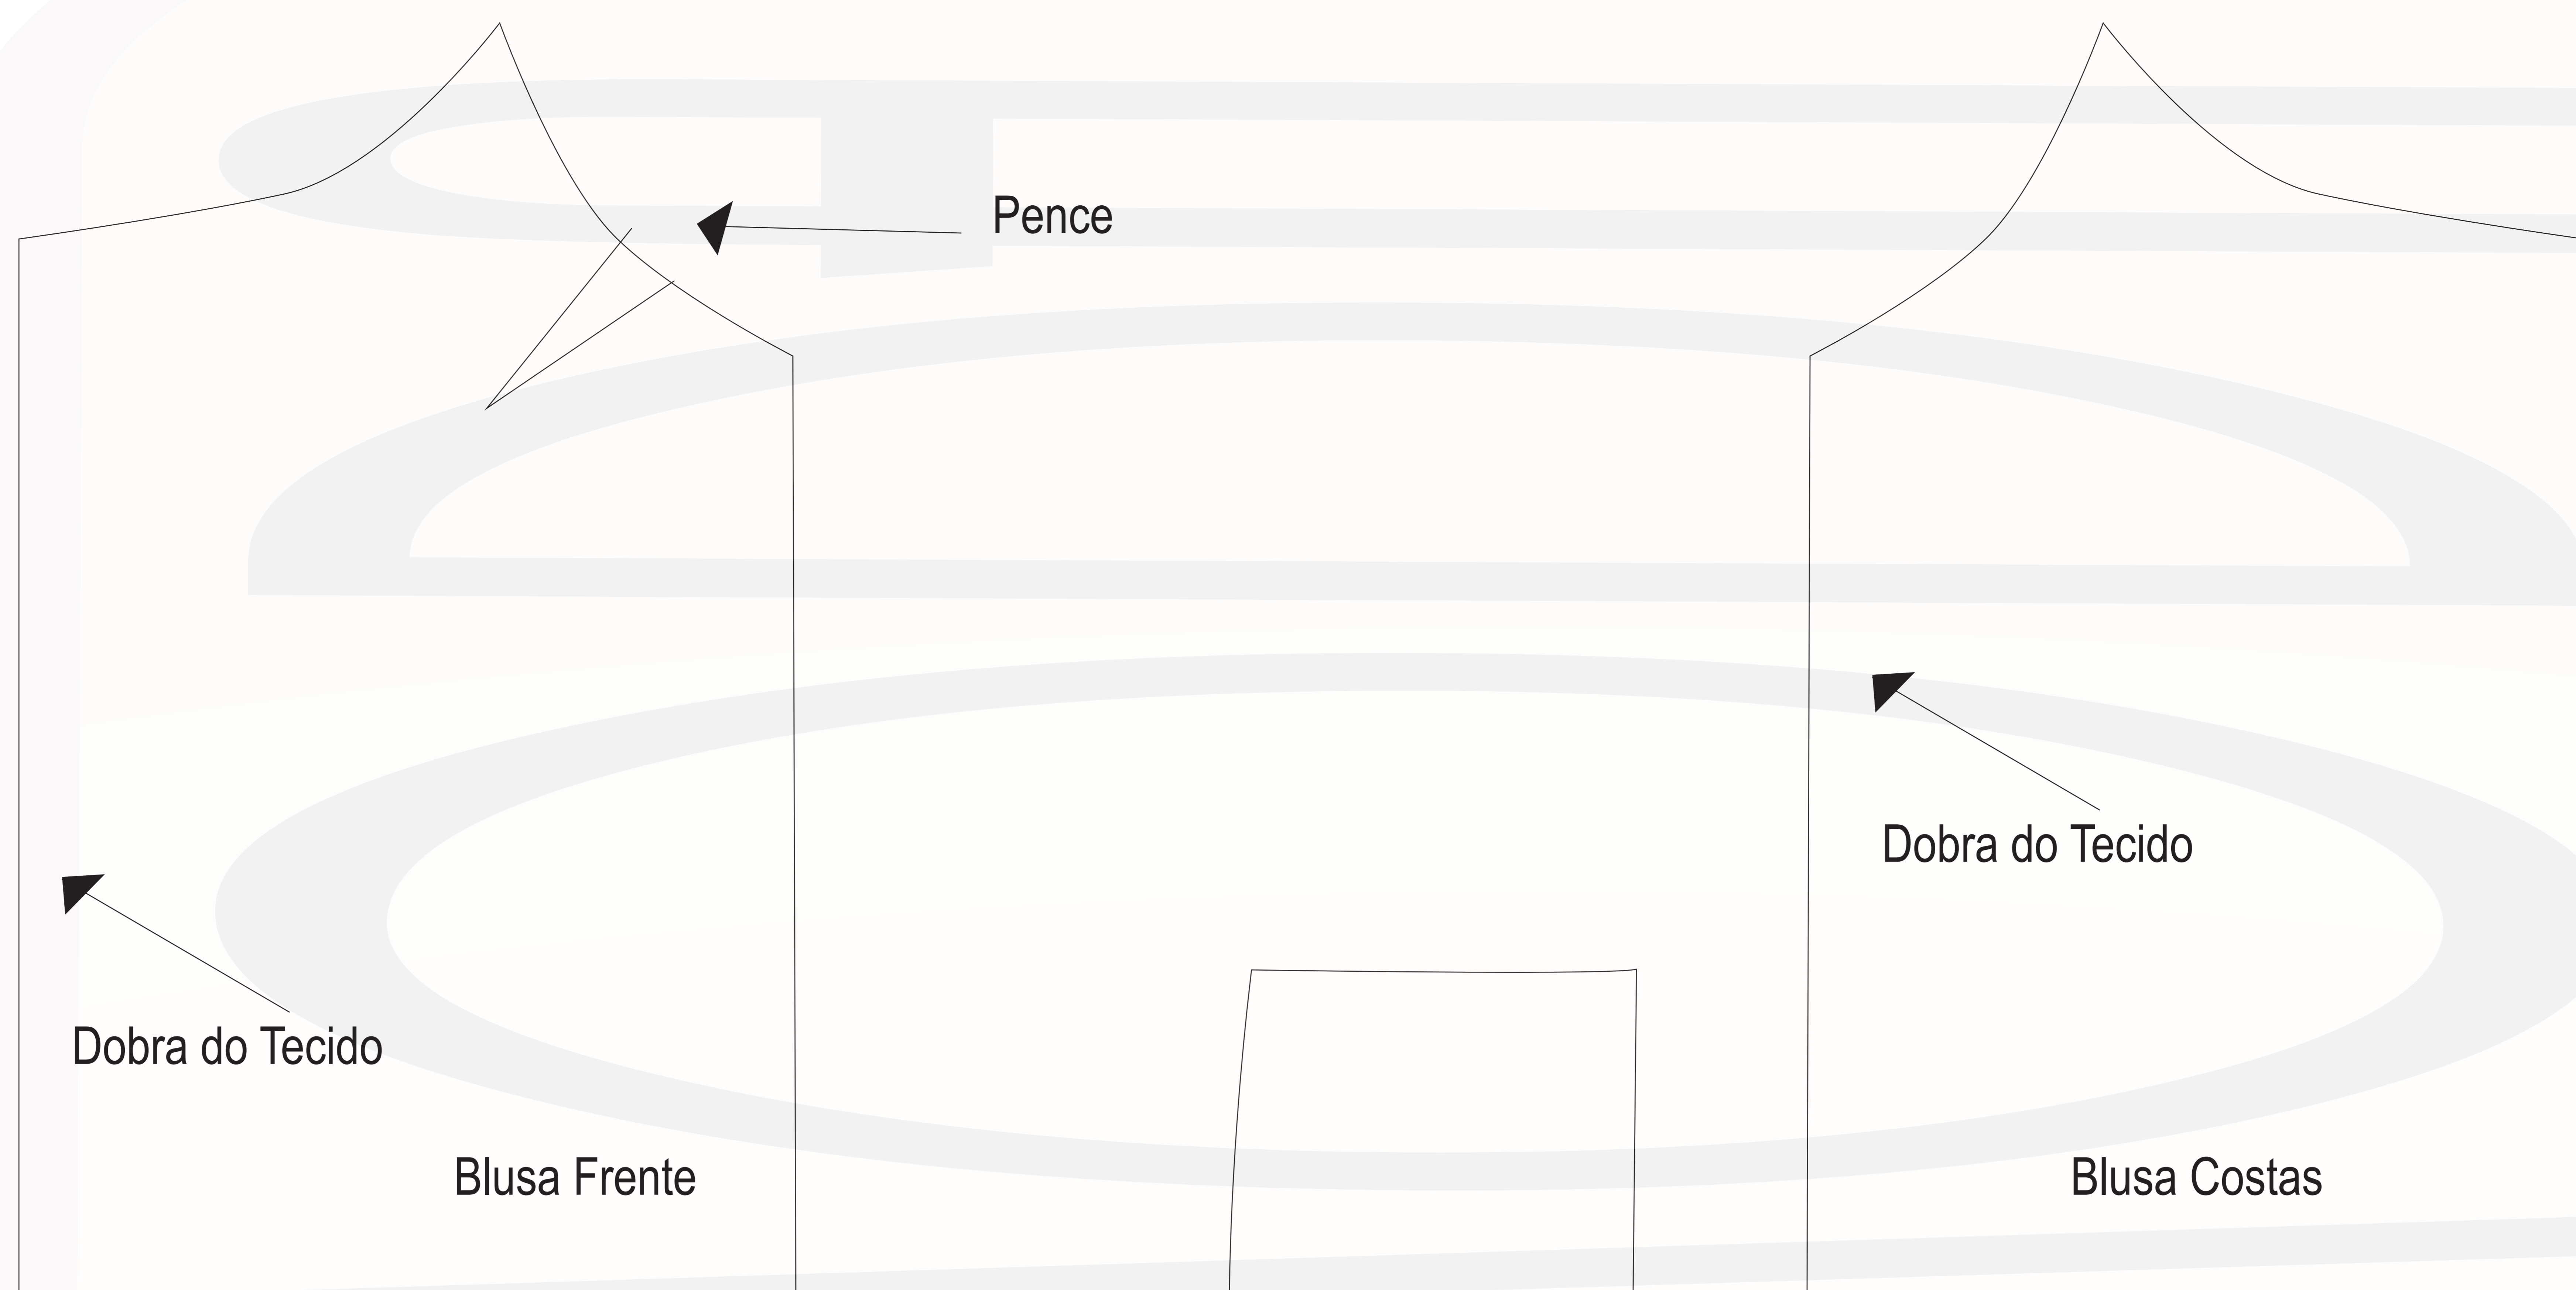 Pence
Dobra do Tecido
Dobra do Tecido
Blusa Frente
Blusa Costas